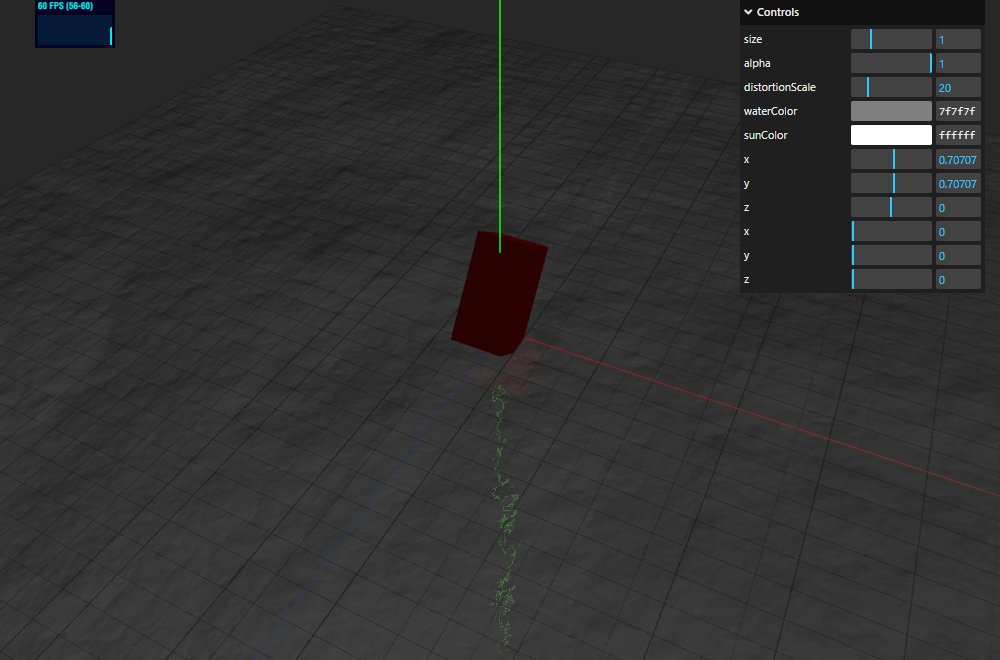 60 FPS (56-60)
Controls
size 1
alpha 1
distortionScale 20
waterColor 7f7f7f
sunColor ffffff
x 0.70707
y 0.70707
z 0
x 0
y 0
z 0